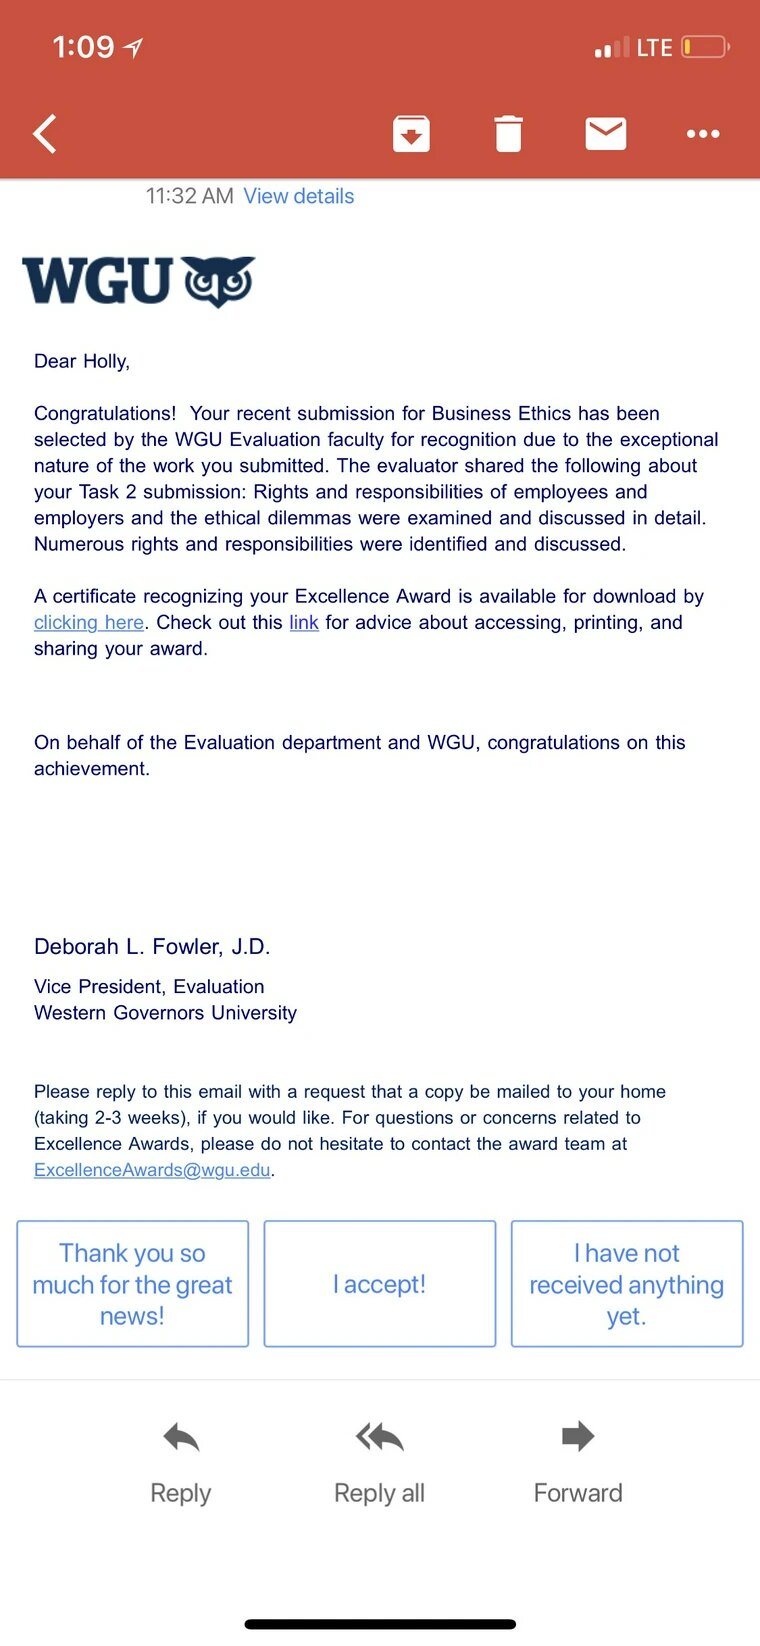 1:09 LTE
11:32 AM View details
WGU
Dear Holly,
Congratulations!  Your recent submission for Business Ethics has been
selected by the WGU Evaluation faculty for recognition due to the exceptional
nature of the work you submitted. The evaluator shared the following about
your Task 2 submission: Rights and responsibilities of employees and
employers and the ethical dilemmas were examined and discussed in detail.
Numerous rights and responsibilities were identified and discussed.
A certificate recognizing your Excellence Award is available for download by
clicking here. Check out this link for advice about accessing, printing, and
sharing your award.
On behalf of the Evaluation department and WGU, congratulations on this
achievement.
Deborah L. Fowler, J.D.
Vice President, Evaluation
Western Governors University
Please reply to this email with a request that a copy be mailed to your home
(taking 2-3 weeks), if you would like. For questions or concerns related to
Excellence Awards, please do not hesitate to contact the award team at
ExcellenceAwards@wgu.edu.
Thank you so
much for the great
news!
I accept!
I have not
received anything
yet.
Reply
Reply all
Forward